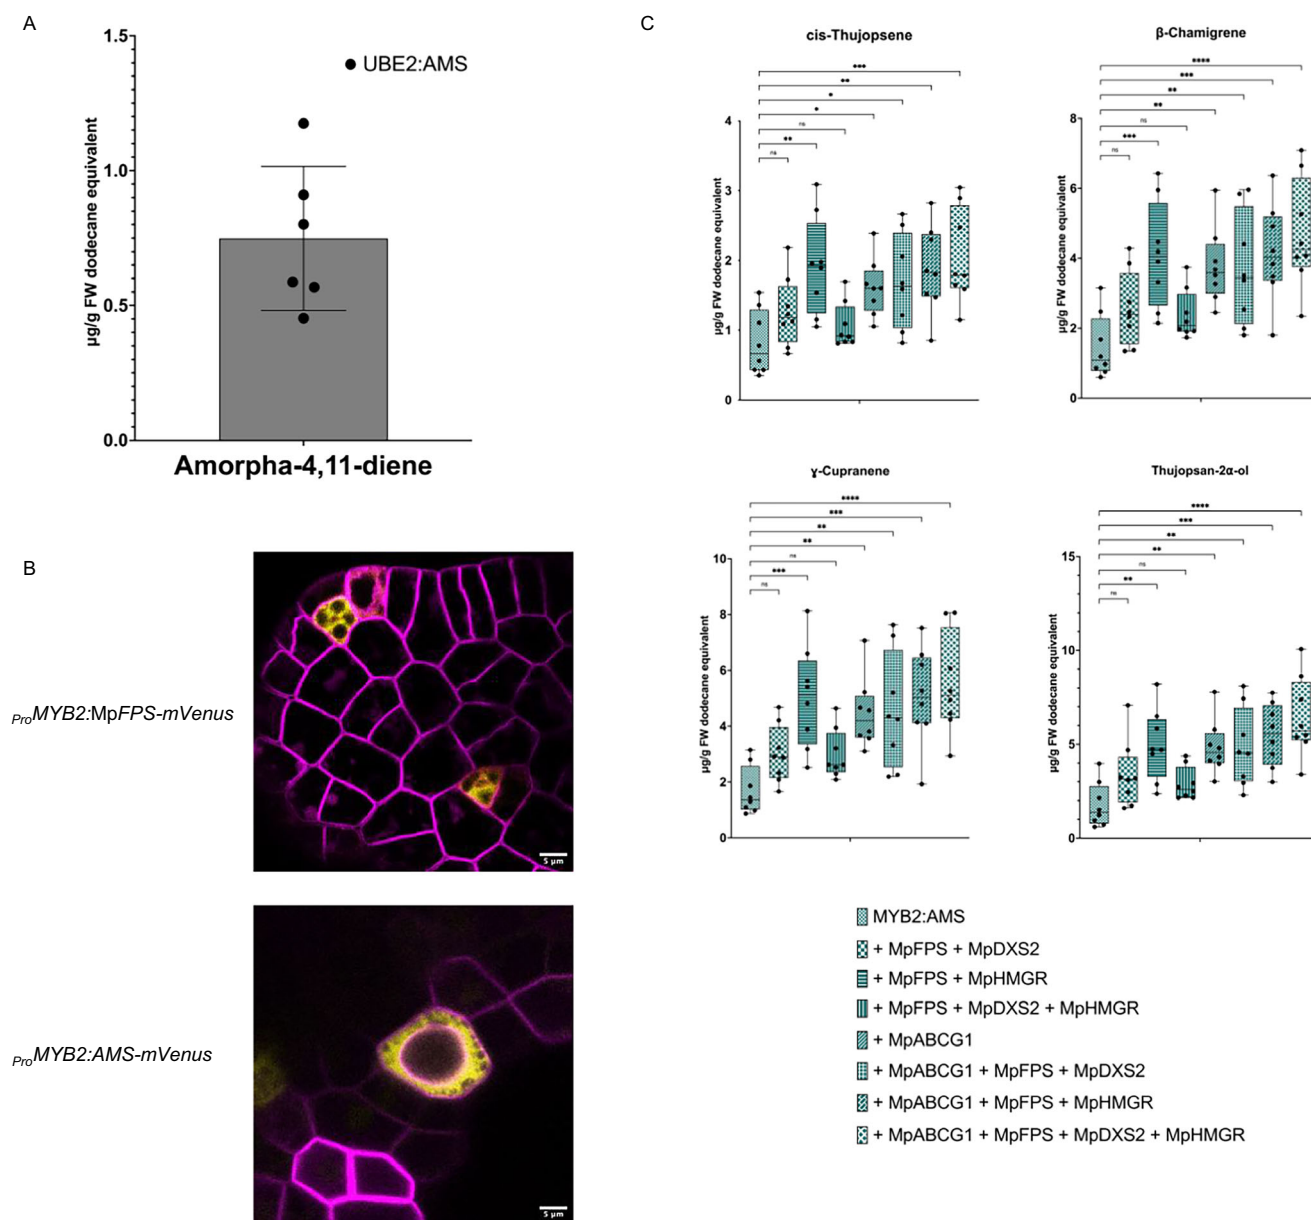 A
1.5
1.0
0.5
0.0
µg/g FW dodecane equivalent
UBE2:AMS
Amorpha-4,11-diene
B
ProMYB2:MpFPS-mVenus
5 µm
ProMYB2:AMS-mVenus
5 µm
C
cis-Thujopsene
***
**
*
*
ns
**
ns
4
3
2
1
0
µg/g FW dodecane equivalent
β-Chamigrene
****
***
**
**
ns
***
ns
8
6
4
2
0
µg/g FW dodecane equivalent
ɣ-Cupranene
****
***
**
**
ns
***
ns
10
8
6
4
2
0
µg/g FW dodecane equivalent
Thujopsan-2α-ol
****
***
**
**
ns
**
ns
15
10
5
0
µg/g FW dodecane equivalent
MYB2:AMS
+ MpFPS + MpDXS2
+ MpFPS + MpHMGR
+ MpFPS + MpDXS2 + MpHMGR
+ MpABCG1
+ MpABCG1 + MpFPS + MpDXS2
+ MpABCG1 + MpFPS + MpHMGR
+ MpABCG1 + MpFPS + MpDXS2 + MpHMGR